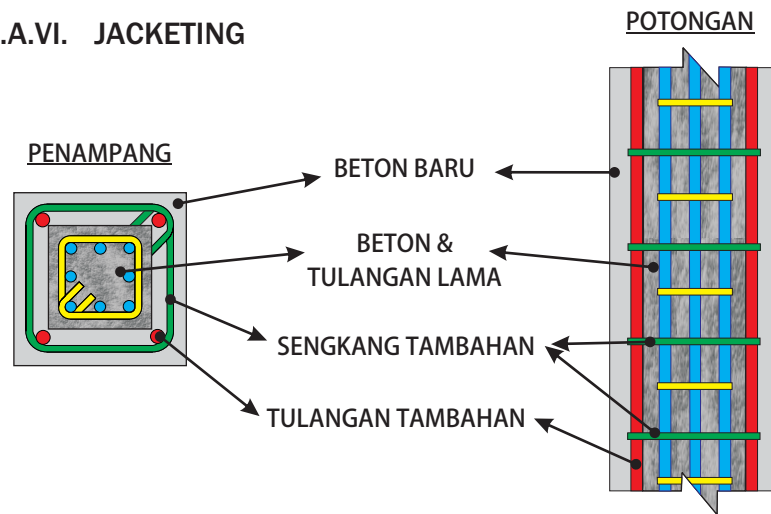 .A.VI. JACKETING
POTONGAN
PENAMPANG
BETON BARU
BETON &
TULANGAN LAMA
SENGKANG TAMBAHAN
TULANGAN TAMBAHAN